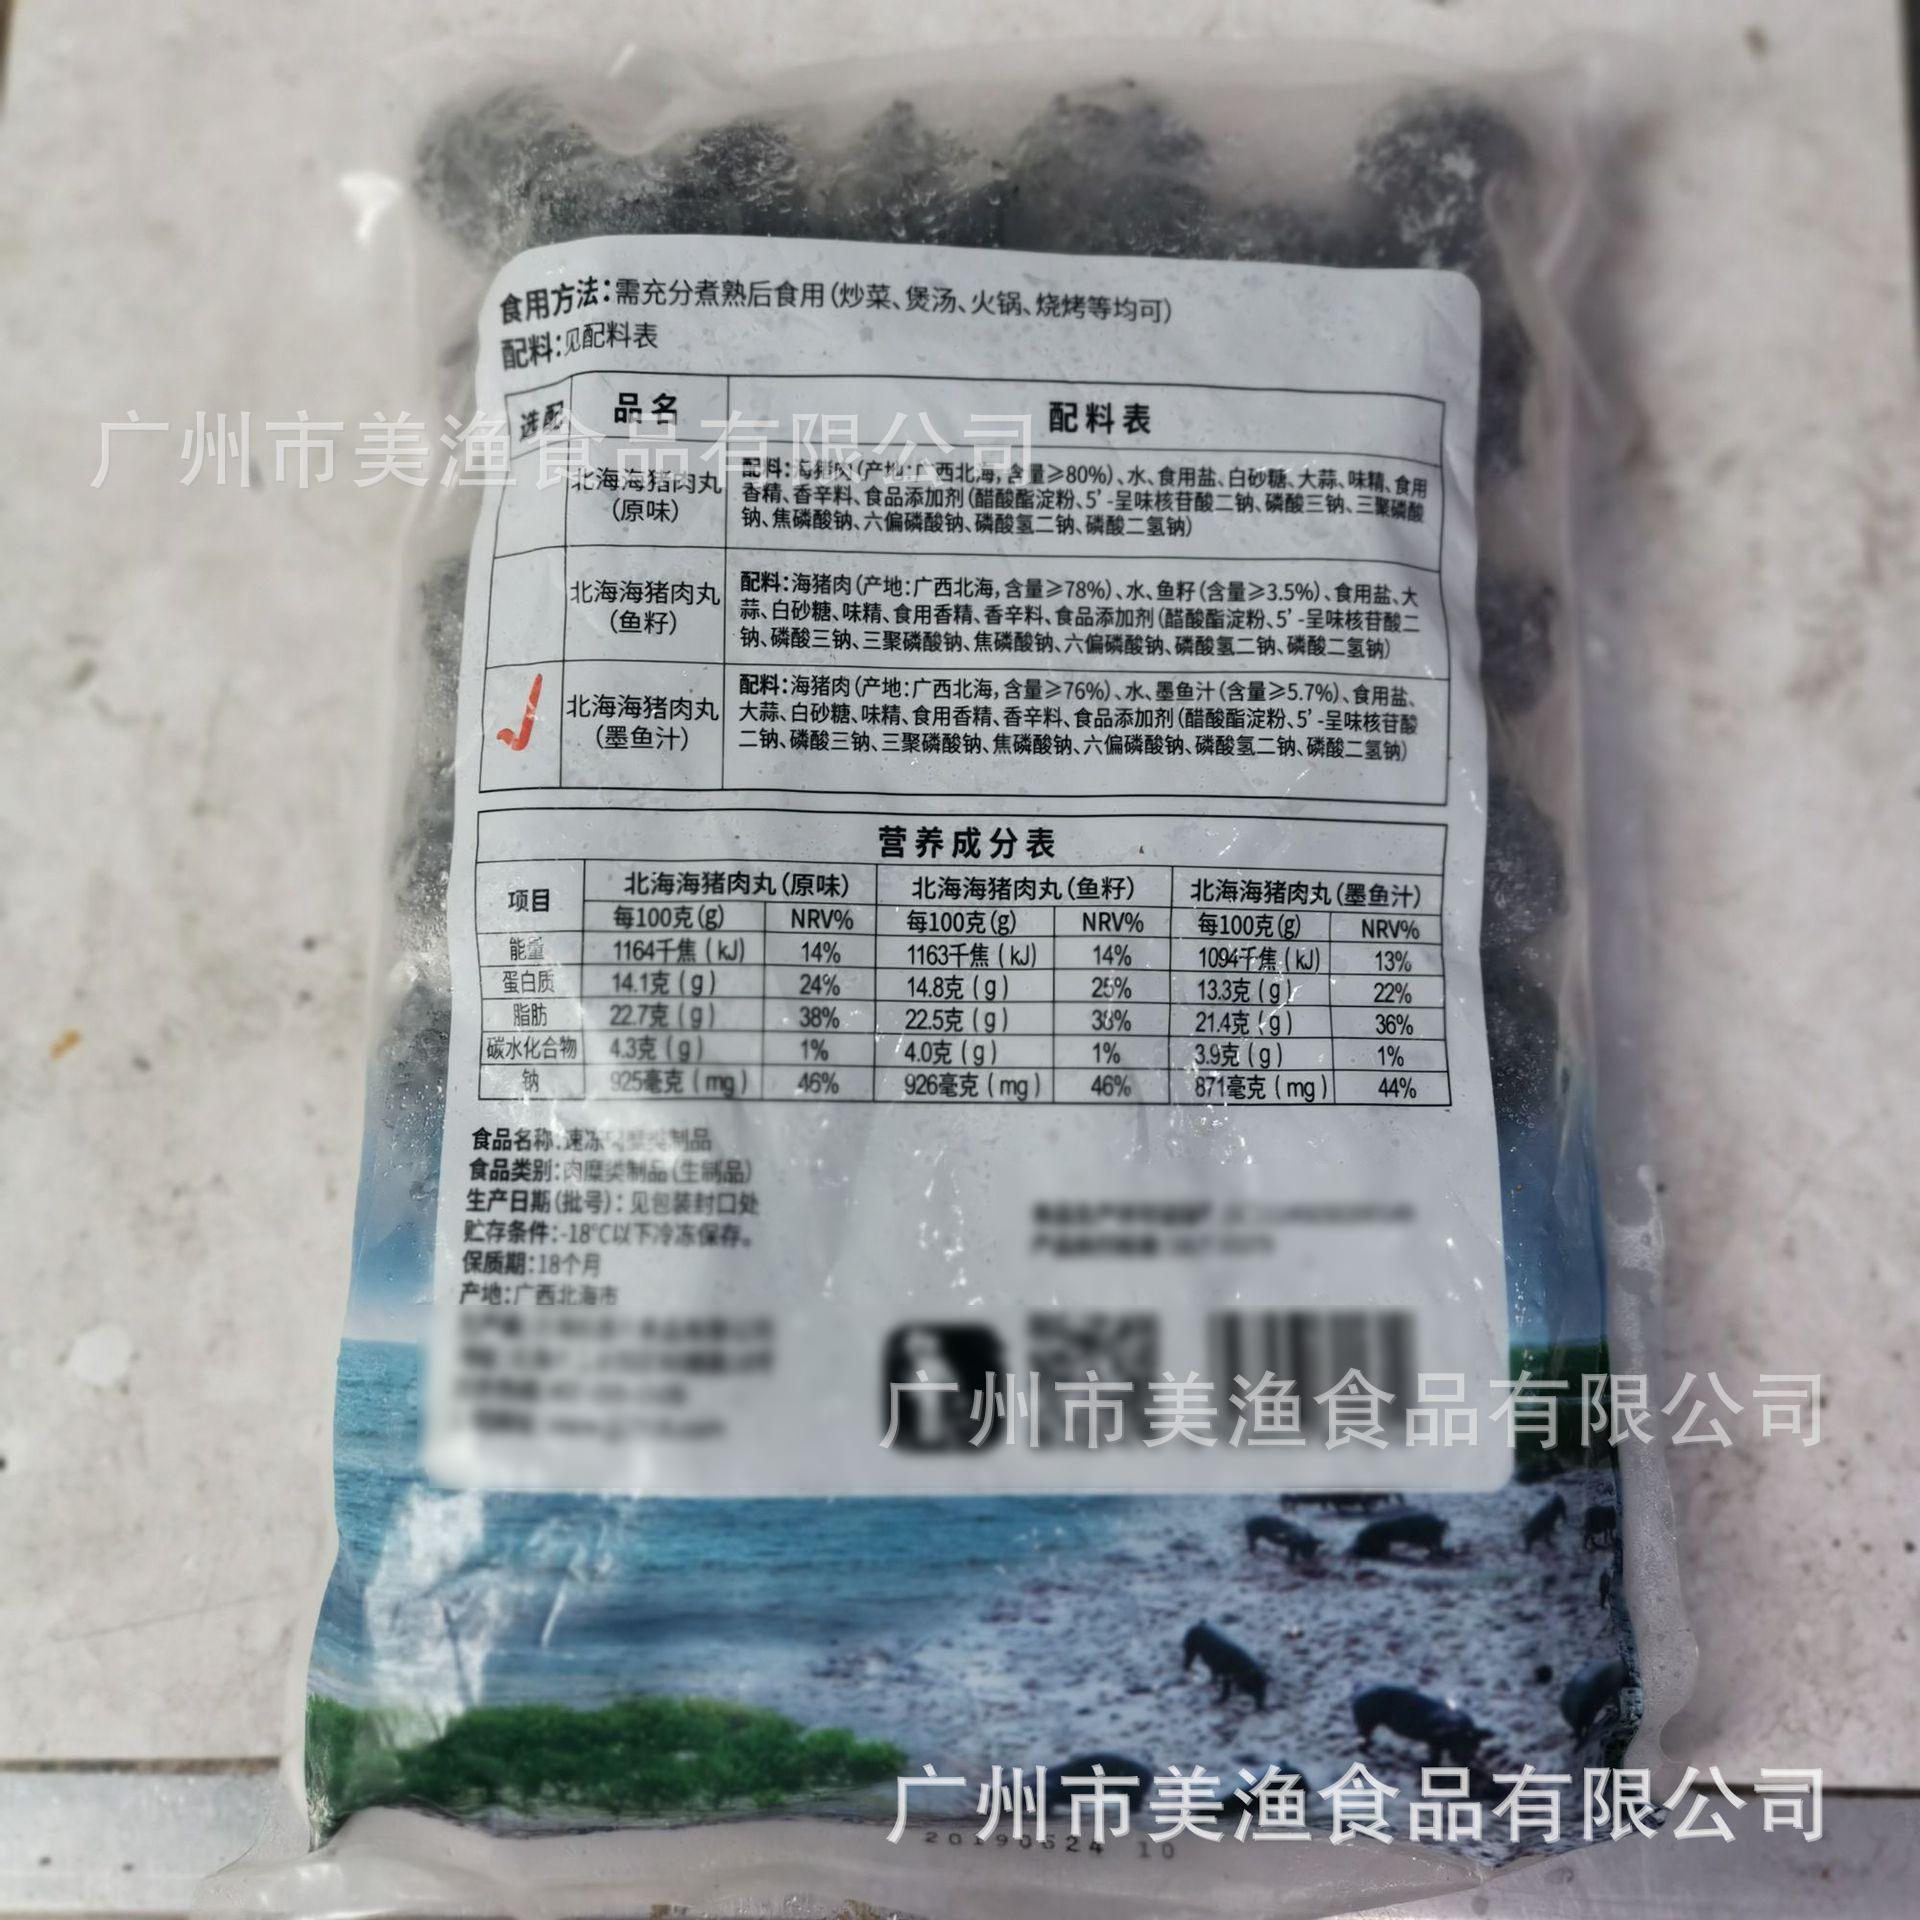 食用方法:需充分煮熟后食用(炒菜、煲汤、火锅、烧烤等均可)
配料:见配料表
选配 品名 配料表
广州市美渔食品有限公司
北海海猪肉丸
(原味)
配料:海猪肉(产地:广西北海,含量≥80%)、水、食用盐、白砂糖、大蒜、味精、食用
香精、香辛料、食品添加剂(醋酸酯淀粉、5'-呈味核苷酸二钠、磷酸三钠、三聚磷酸
钠、焦磷酸钠、六偏磷酸钠、磷酸氢二钠、磷酸二氢钠)
北海海猪肉丸
(鱼籽)
配料:海猪肉(产地:广西北海,含量≥78%)、水、鱼籽(含量≥3.5%)、食用盐、大
蒜、白砂糖、味精、食用香精、香辛料、食品添加剂(醋酸酯淀粉、5'-呈味核苷酸二
钠、磷酸三钠、三聚磷酸钠、焦磷酸钠、六偏磷酸钠、磷酸氢二钠、磷酸二氢钠)
北海海猪肉丸
(墨鱼汁)
配料:海猪肉(产地:广西北海,含量≥76%)、水、墨鱼汁(含量≥5.7%)、食用盐、
大蒜、白砂糖、味精、食用香精、香辛料、食品添加剂(醋酸酯淀粉、5'-呈味核苷酸
二钠、磷酸三钠、三聚磷酸钠、焦磷酸钠、六偏磷酸钠、磷酸氢二钠、磷酸二氢钠)
营养成分表
项目 北海海猪肉丸(原味) 北海海猪肉丸(鱼籽) 北海海猪肉丸(墨鱼汁)
每100克(g) NRV% 每100克(g) NRV% 每100克(g) NRV%
能量 1164千焦(kJ) 14% 1163千焦(kJ) 14% 1094千焦(kJ) 13%
蛋白质 14.1克(g) 24% 14.8克(g) 25% 13.3克(g) 22%
脂肪 22.7克(g) 38% 22.5克(g) 38% 21.4克(g) 36%
碳水化合物 4.3克(g) 1% 4.0克(g) 1% 3.9克(g) 1%
钠 925毫克(mg) 46% 926毫克(mg) 46% 871毫克(mg) 44%
食品名称:速冻肉糜类制品
食品类别:肉糜类制品(生制品)
生产日期(批号):见包装封口处
贮存条件:-18℃以下冷冻保存。
保质期:18个月
产地:广西北海市
广州市美渔食品有限公司
广州市美渔食品有限公司
20190624 10